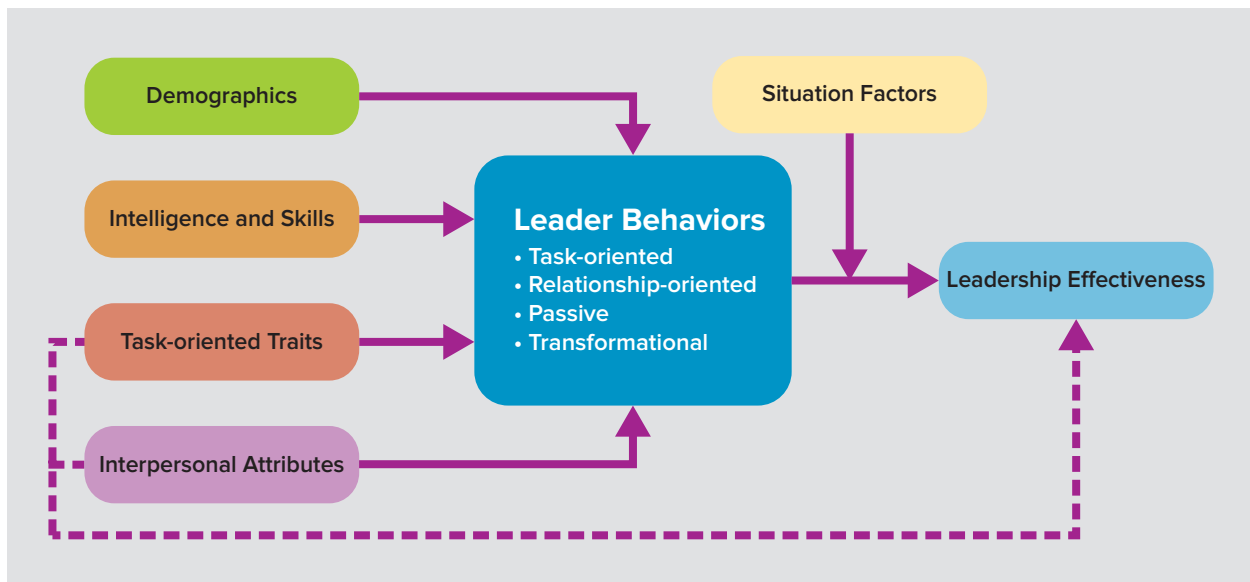 Demographics
Situation Factors
Intelligence and Skills
Leader Behaviors
• Task-oriented
• Relationship-oriented
• Passive
• Transformational
Leadership Effectiveness
Task-oriented Traits
Interpersonal Attributes